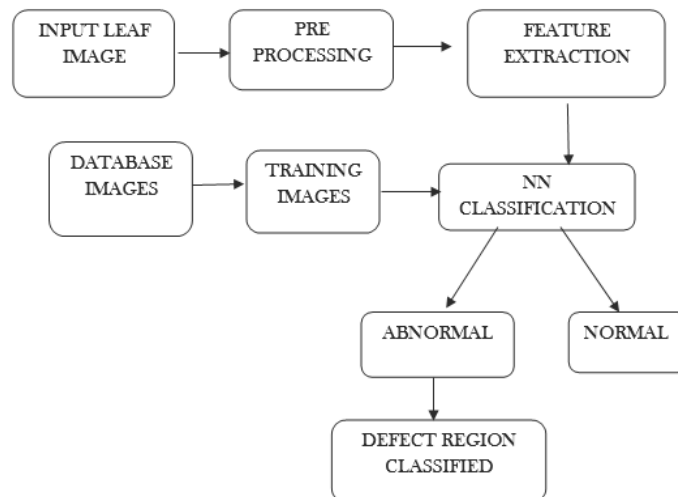 INPUT LEAF
IMAGE
PRE
PROCESSING
FEATURE
EXTRACTION
DATABASE
IMAGES
TRAINING
IMAGES
NN
CLASSIFICATION
ABNORMAL
NORMAL
DEFECT REGION
CLASSIFIED